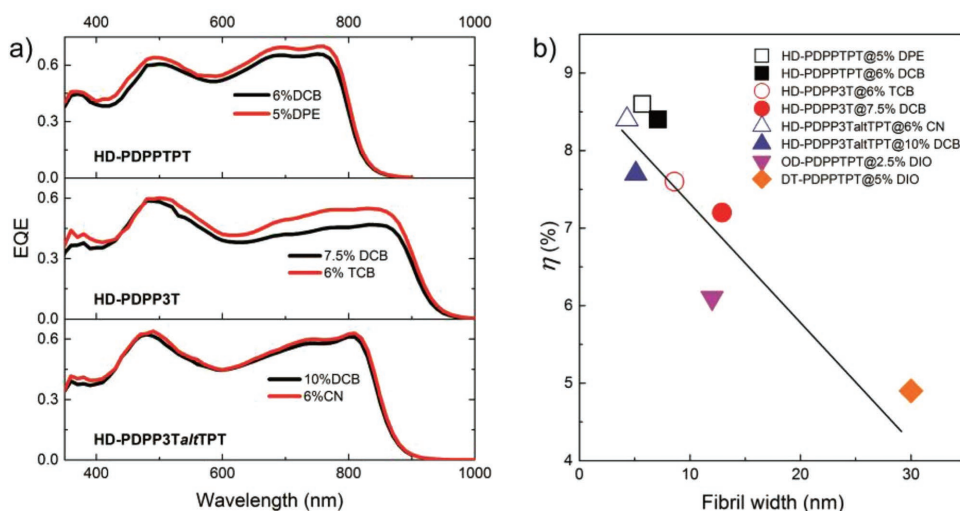 a)
400 600 800 1000
0.6
0.3
0.0
6%DCB
5%DPE
HD-PDPPTPT
0.6
0.3
0.0
7.5% DCB
6% TCB
HD-PDPP3T
0.6
0.3
0.0
10%DCB
6%CN
HD-PDPP3TaltTPT
EQE
400 600 800 1000
Wavelength (nm)
b)
HD-PDPPTPT@5% DPE
HD-PDPPTPT@6% DCB
HD-PDPP3T@6% TCB
HD-PDPP3T@7.5% DCB
HD-PDPP3TaltTPT@6% CN
HD-PDPP3TaltTPT@10% DCB
OD-PDPPTPT@2.5% DIO
DT-PDPPTPT@5% DIO
9
8
7
6
5
4
η (%)
0 10 20 30
Fibril width (nm)